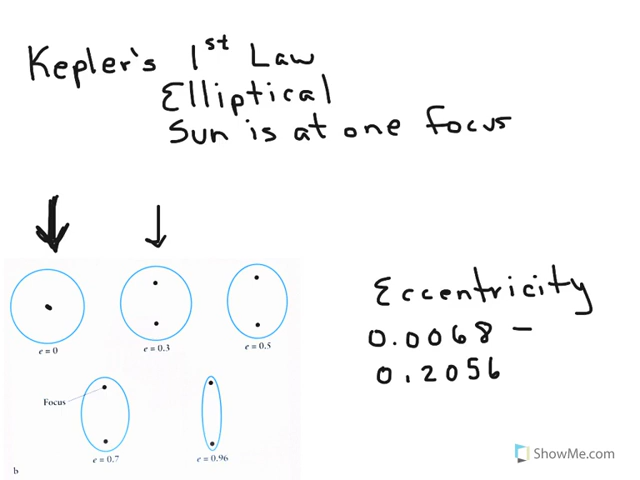 Kepler's 1st Law
Elliptical
Sun is at one focus
e = 0
e = 0.3
e = 0.5
Eccentricity
0.0068 –
0.2056
Focus
e = 0.7
e = 0.96
b
ShowMe.com